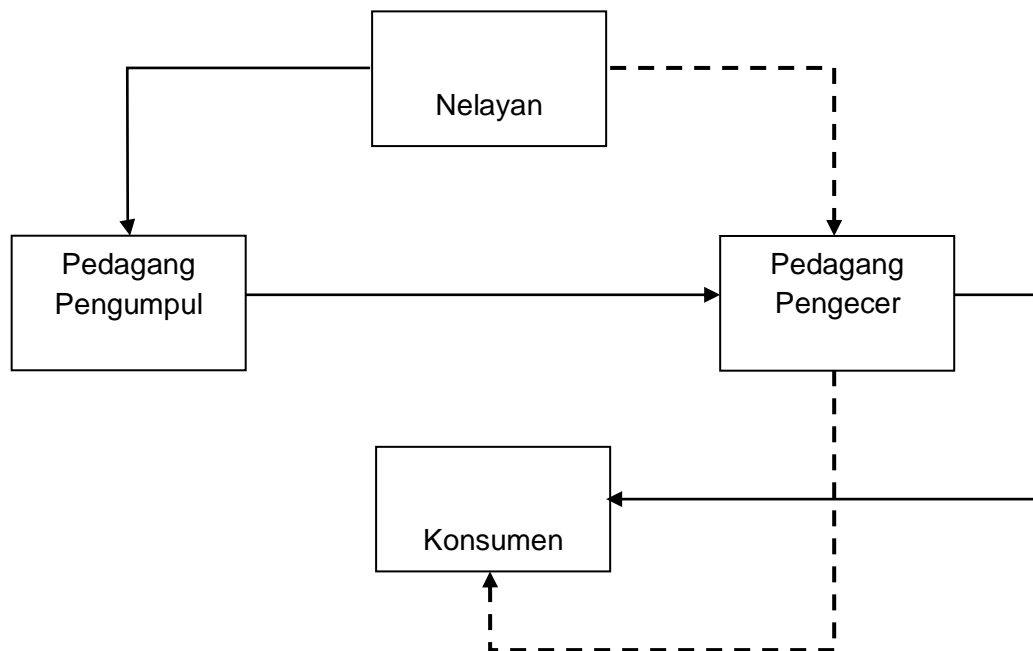 Nelayan
Pedagang
Pengumpul
Pedagang
Pengecer
Konsumen